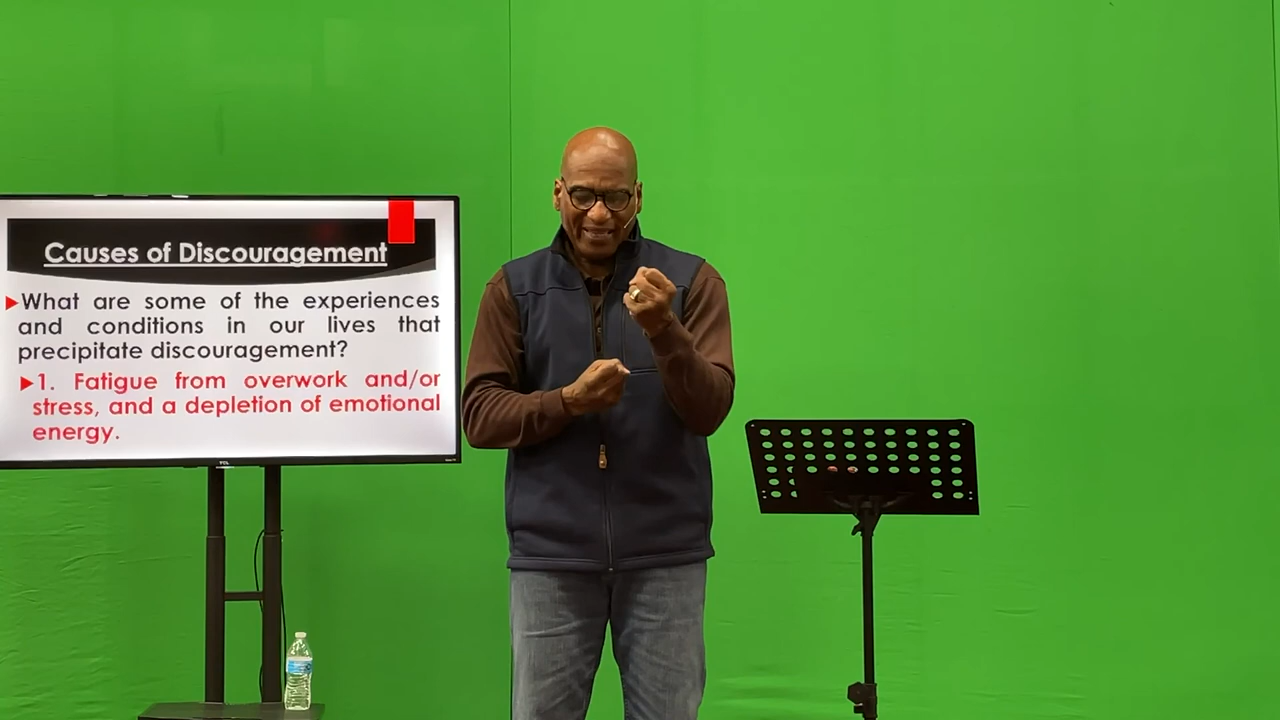 Causes of Discouragement
▶What are some of the experiences
and conditions in our lives that
precipitate discouragement?
▶1. Fatigue from overwork and/or
stress, and a depletion of emotional
energy.
TCL